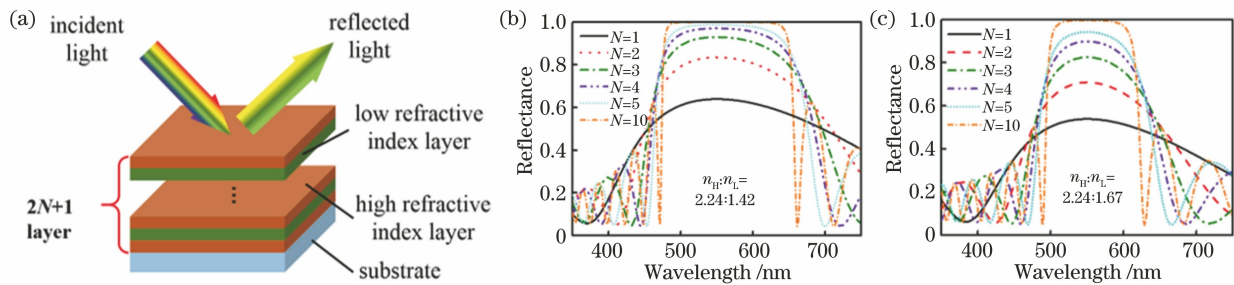 (a)
incident
light
reflected
light
low refractive
index layer
...
2N+1
layer
high refractive
index layer
substrate
(b)
1.0
0.8
0.6
0.4
0.2
0
Reflectance
N=1
N=2
N=3
N=4
N=5
N=10
nH:nL=
2.24:1.42
400 500 600 700
Wavelength /nm
(c)
1.0
0.8
0.6
0.4
0.2
0
Reflectance
N=1
N=2
N=3
N=4
N=5
N=10
nH:nL=
2.24:1.67
400 500 600 700
Wavelength /nm